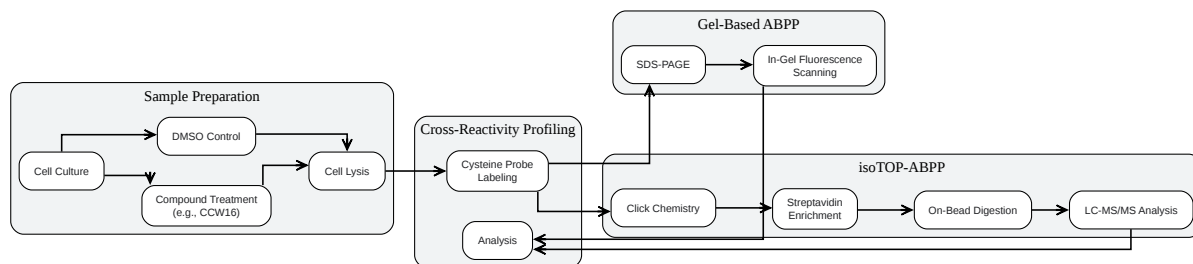 Gel-Based ABPP
SDS-PAGE
In-Gel Fluorescence
Scanning
Sample Preparation
DMSO Control
Cell Culture
Compound Treatment
(e.g., CCW16)
Cell Lysis
Cross-Reactivity Profiling
Cysteine Probe
Labeling
Analysis
isoTOP-ABPP
Click Chemistry
Streptavidin
Enrichment
On-Bead Digestion
LC-MS/MS Analysis